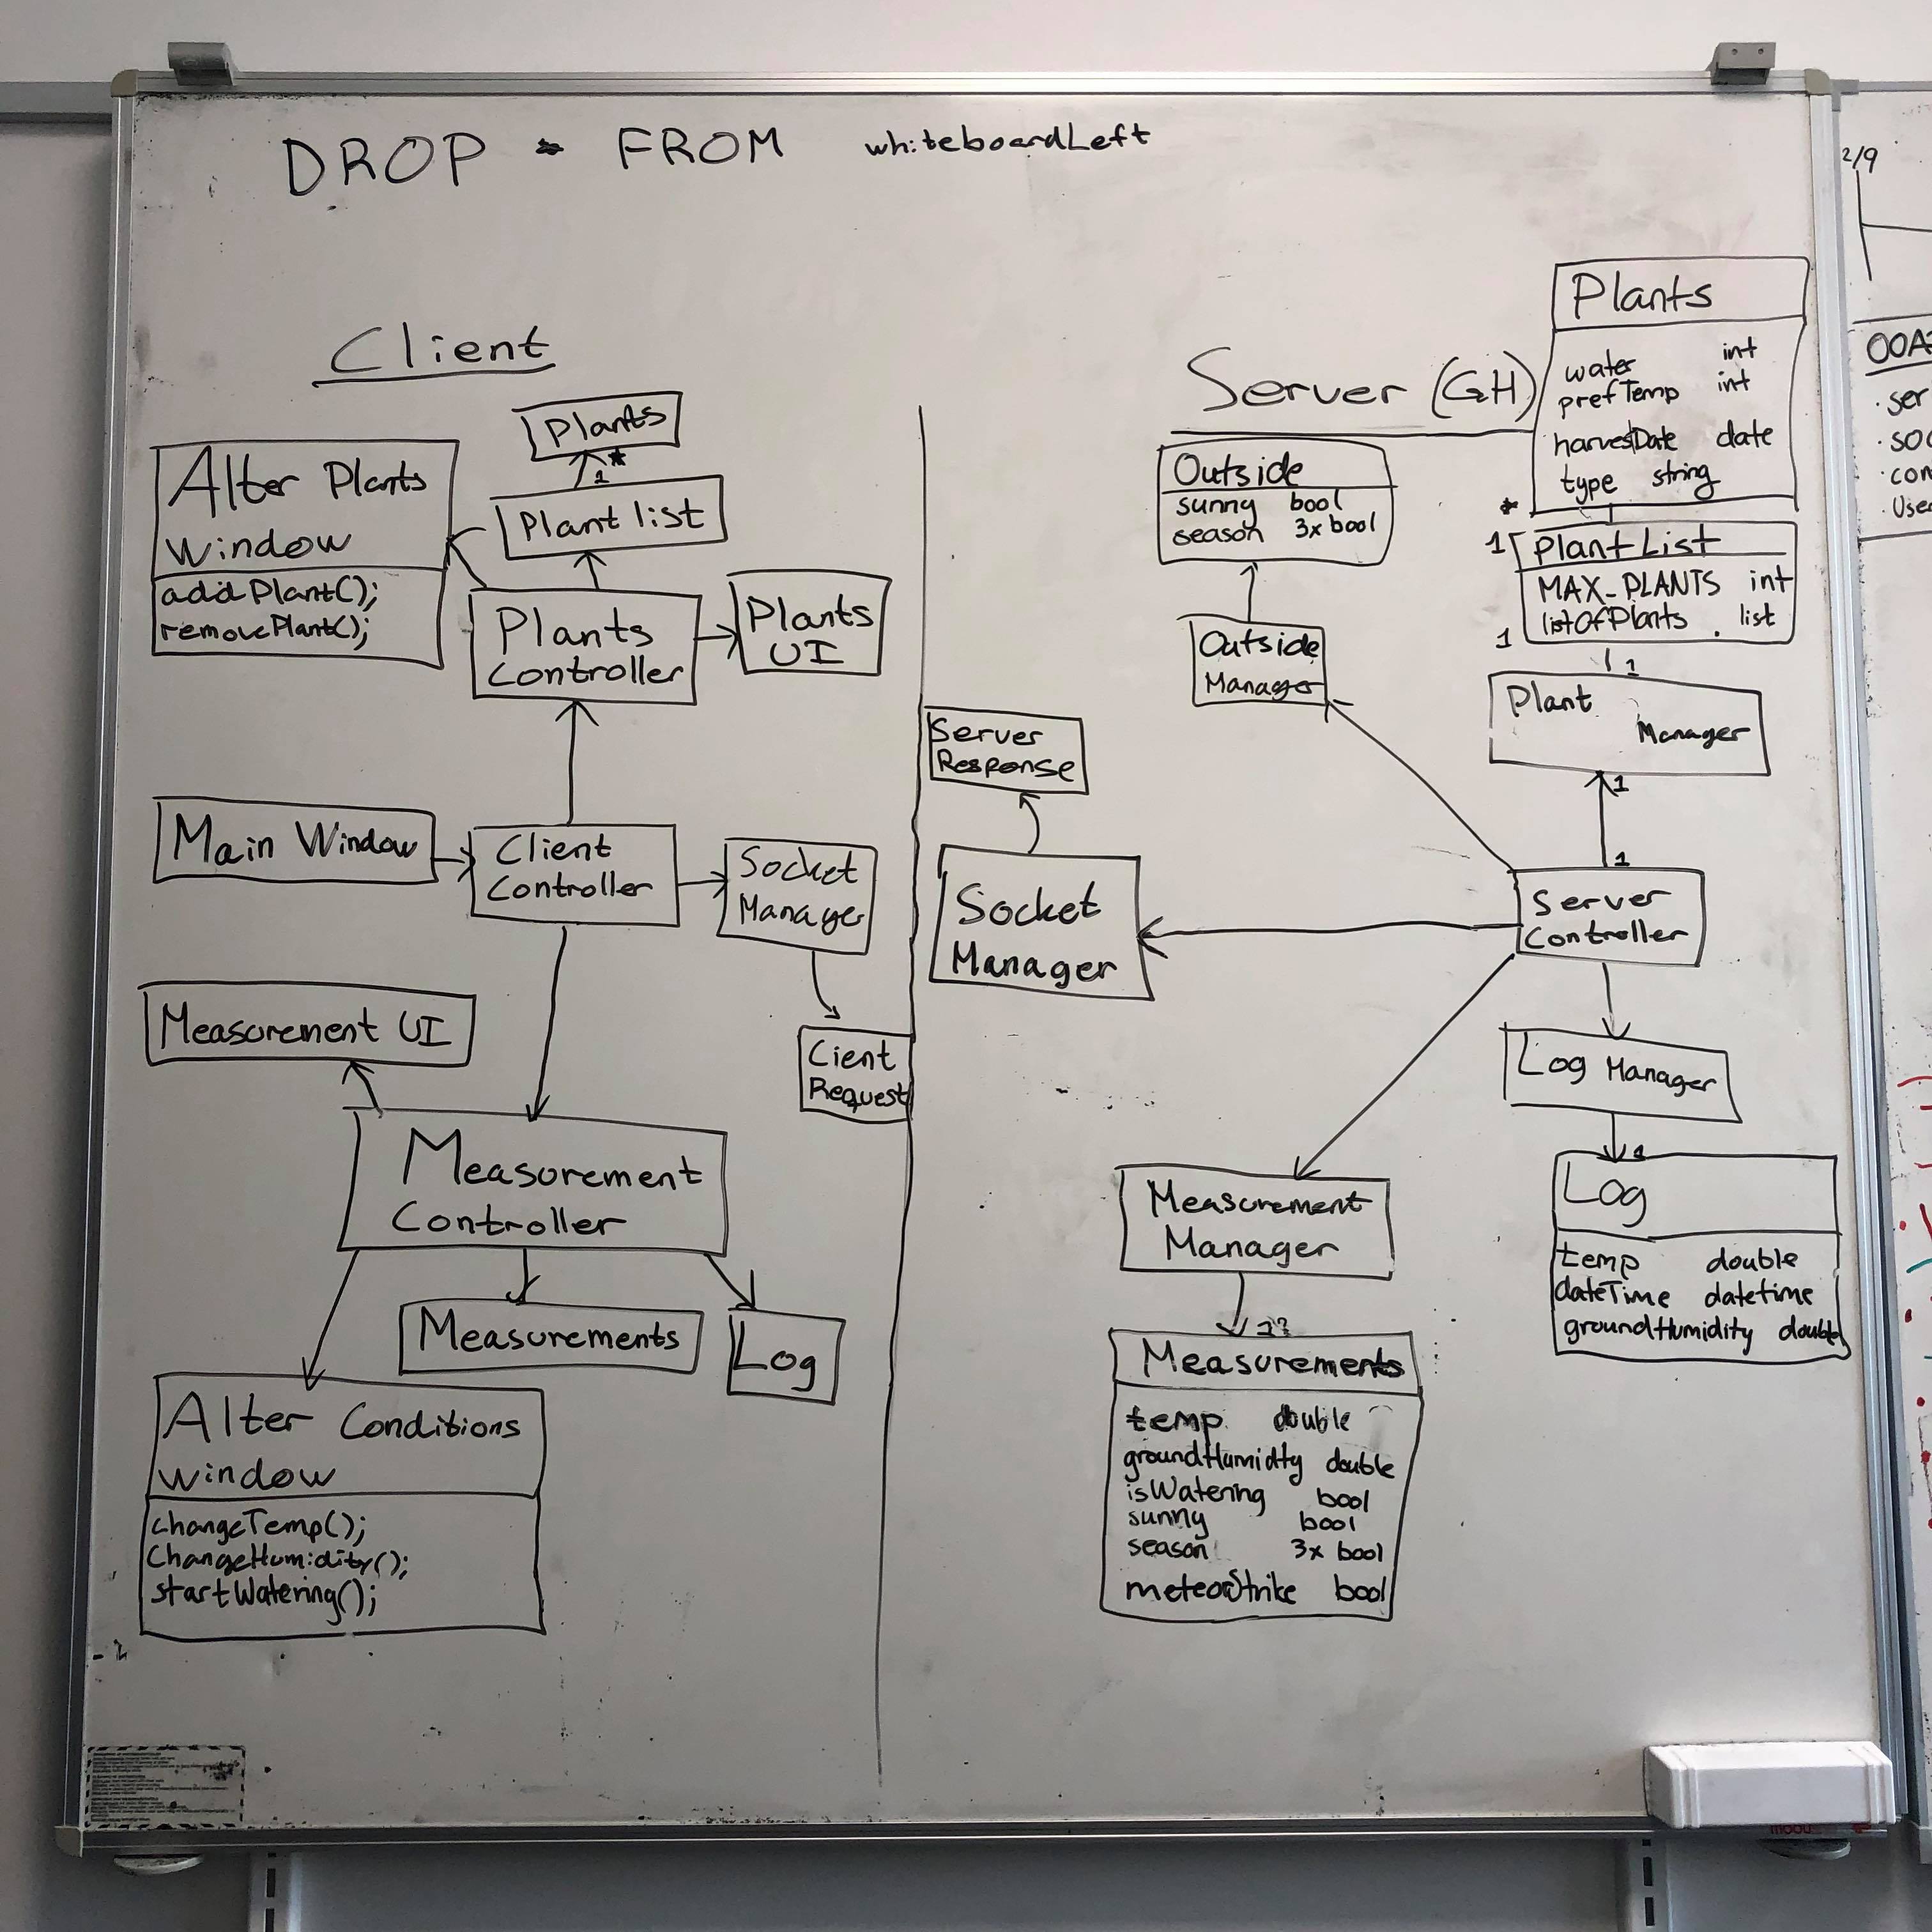 DROP * FROM whiteboardLeft
Client
Plants
1 *
Alter Plants
Window
addPlant();
removePlant();
Plant list
Plants
Controller
Plants
UI
Main Window
Client
Controller
Socket
Manager
Cient
Request
Measurement UI
Measurement
Controller
Measurements
Log
Alter Conditions
Window
changeTemp();
ChangeHumidity();
startWatering();
Server (GH)
Plants
water int
prefTemp int
harvestDate date
type string
*
1
PlantList
MAX_PLANTS int
listOfPlants list
1
1
Plant
Manager
1
1
Outside
sunny bool
season 3x bool
Outside
Manager
Server
Response
Socket
Manager
Server
Controller
Log Manager
1
Log
temp double
dateTime datetime
groundHumidity double
Measurement
Manager
1?
Measurements
temp double
groundHumidty double
isWatering bool
sunny bool
season 3x bool
meteorStrike bool
2/9
OOA
· ser
· soc
· con
· User